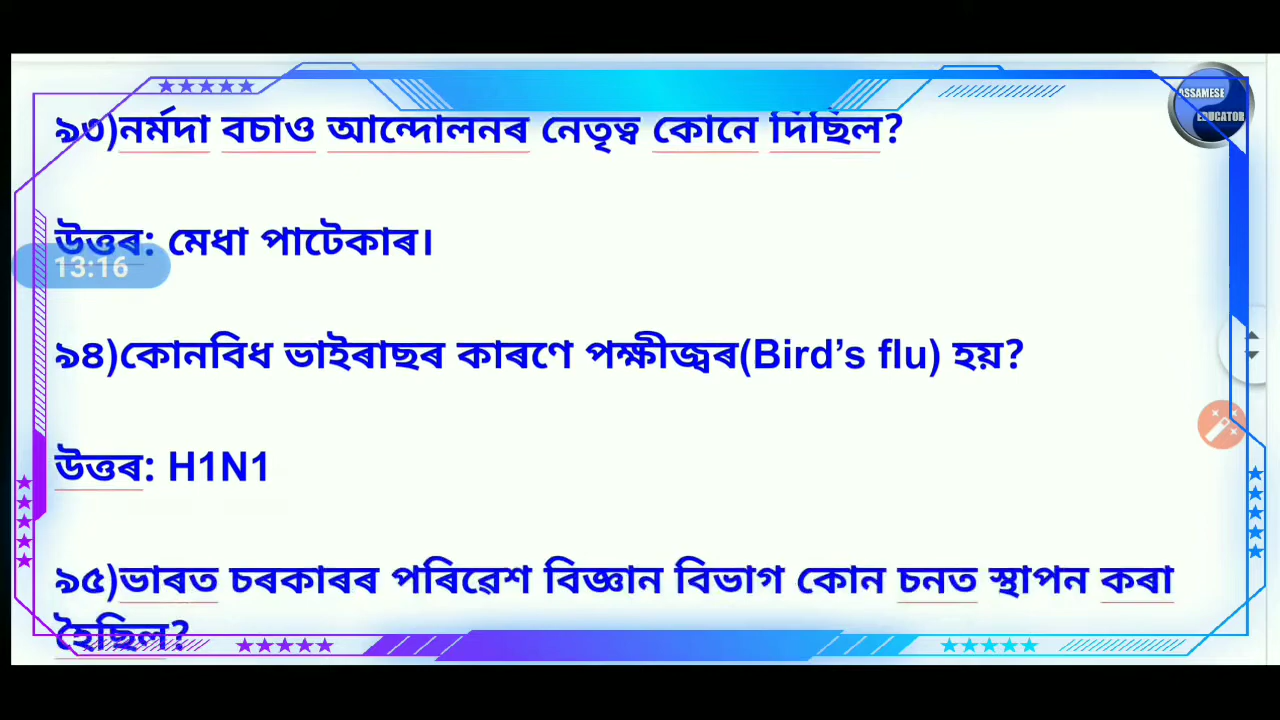 ৯৩)নৰ্মদা বচাও আন্দোলনৰ নেতৃত্ব কোনে দিছিল?
ASSAMESE
EDUCATOR
উত্তৰ: মেধা পাটেকাৰ।
13:16
৯৪)কোনবিধ ভাইৰাছৰ কাৰণে পক্ষীজ্বৰ(Bird’s flu) হয়?
উত্তৰ: H1N1
৯৫)ভাৰত চৰকাৰৰ পৰিৱেশ বিজ্ঞান বিভাগ কোন চনত স্থাপন কৰা
হৈছিল?